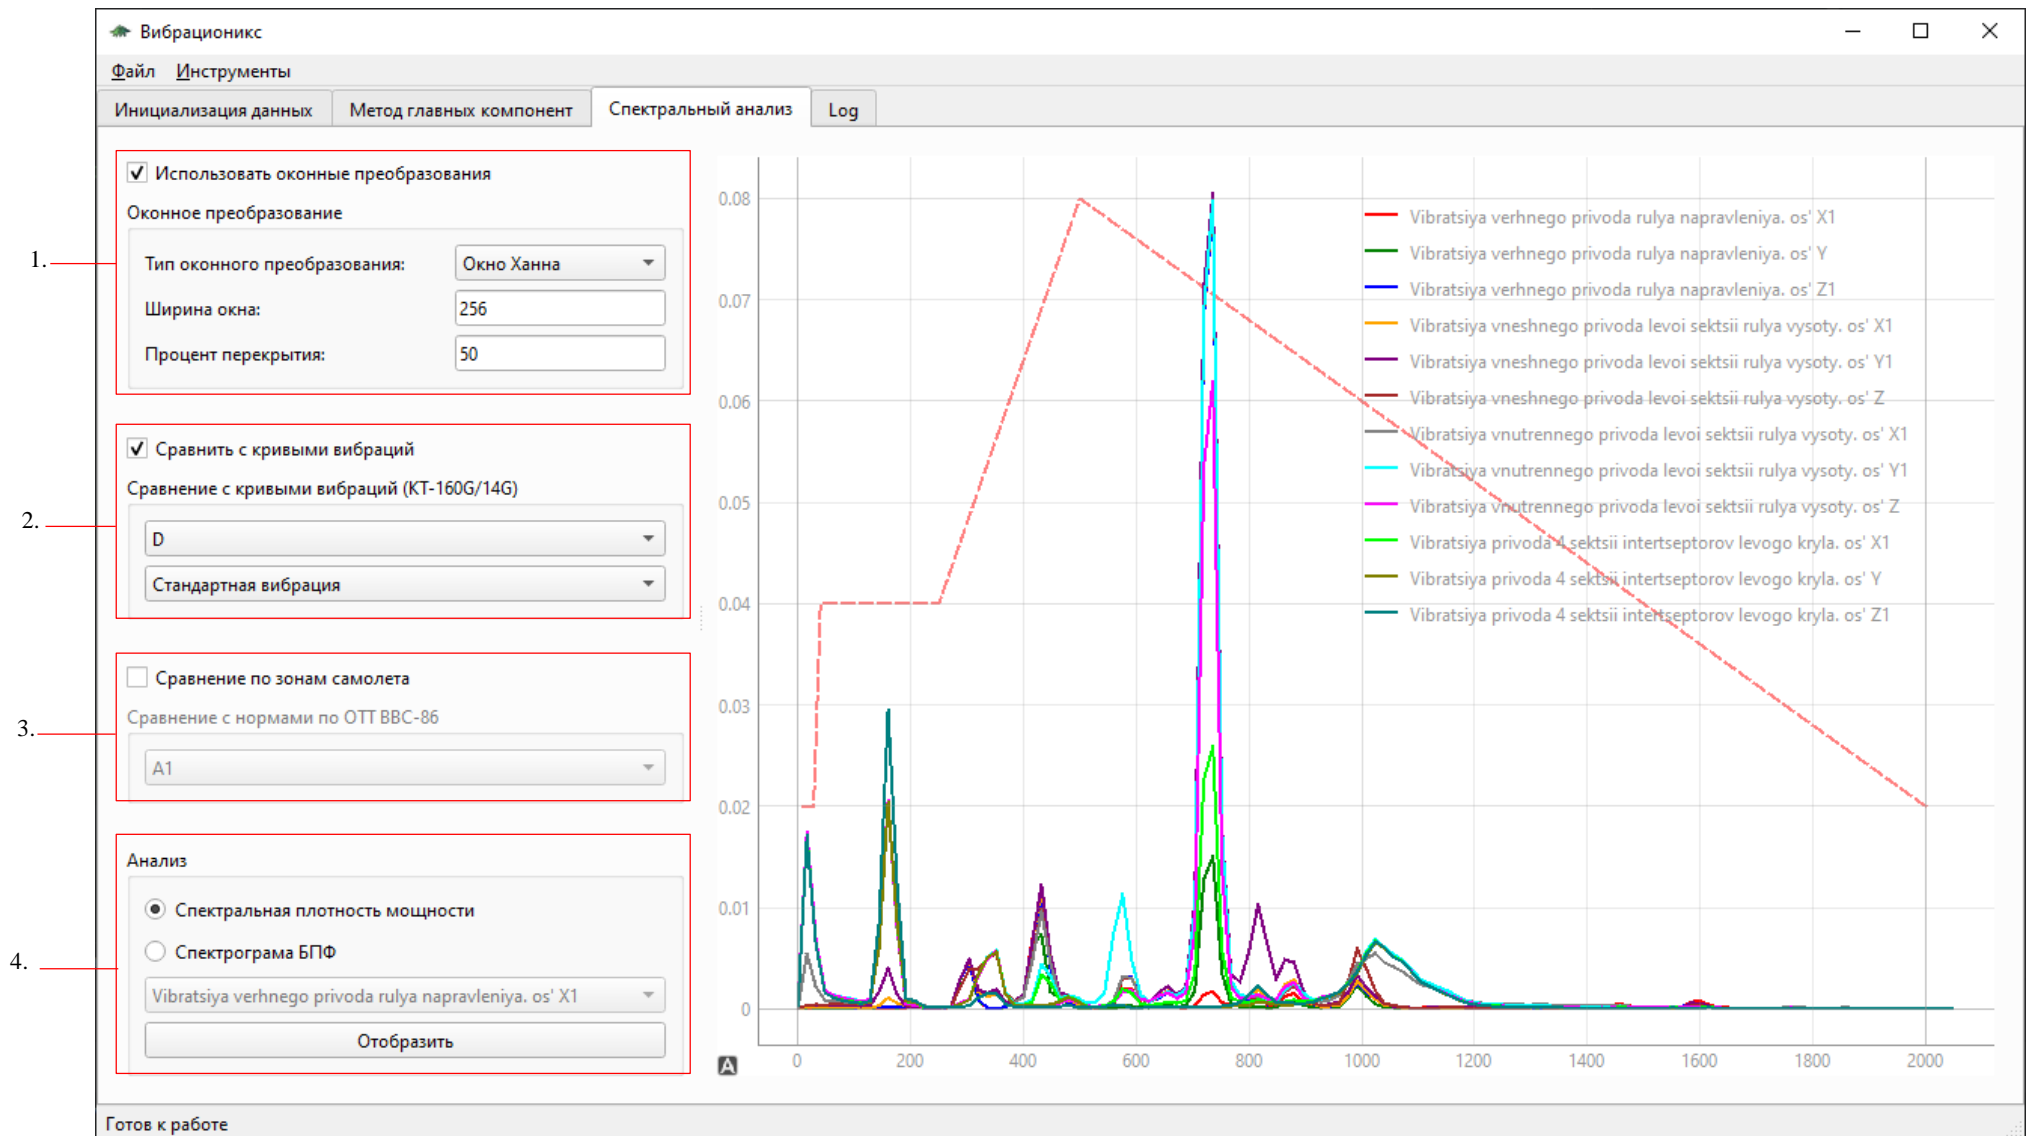 Вибрационикс
Файл Инструменты
Инициализация данных Метод главных компонент Спектральный анализ Log
1.
Использовать оконные преобразования
Оконное преобразование
Тип оконного преобразования: Окно Ханна
Ширина окна: 256
Процент перекрытия: 50
2.
Сравнить с кривыми вибраций
Сравнение с кривыми вибраций (КТ-160G/14G)
D
Стандартная вибрация
3.
Сравнение по зонам самолета
Сравнение с нормами по ОТТ ВВС-86
A1
4.
Анализ
Спектральная плотность мощности
Спектрограма БПФ
Vibratsiya verhnego privoda rulya napravleniya. os' X1
Отобразить
0.08
0.07
0.06
0.05
0.04
0.03
0.02
0.01
0
Vibratsiya verhnego privoda rulya napravleniya. os' X1
Vibratsiya verhnego privoda rulya napravleniya. os' Y
Vibratsiya verhnego privoda rulya napravleniya. os' Z1
Vibratsiya vneshnego privoda levoi sektsii rulya vysoty. os' X1
Vibratsiya vneshnego privoda levoi sektsii rulya vysoty. os' Y1
Vibratsiya vneshnego privoda levoi sektsii rulya vysoty. os' Z
Vibratsiya vnutrennego privoda levoi sektsii rulya vysoty. os' X1
Vibratsiya vnutrennego privoda levoi sektsii rulya vysoty. os' Y1
Vibratsiya vnutrennego privoda levoi sektsii rulya vysoty. os' Z
Vibratsiya privoda 4 sektsii intertseptorov levogo kryla. os' X1
Vibratsiya privoda 4 sektsii intertseptorov levogo kryla. os' Y
Vibratsiya privoda 4 sektsii intertseptorov levogo kryla. os' Z1
A 0 200 400 600 800 1000 1200 1400 1600 1800 2000
Готов к работе